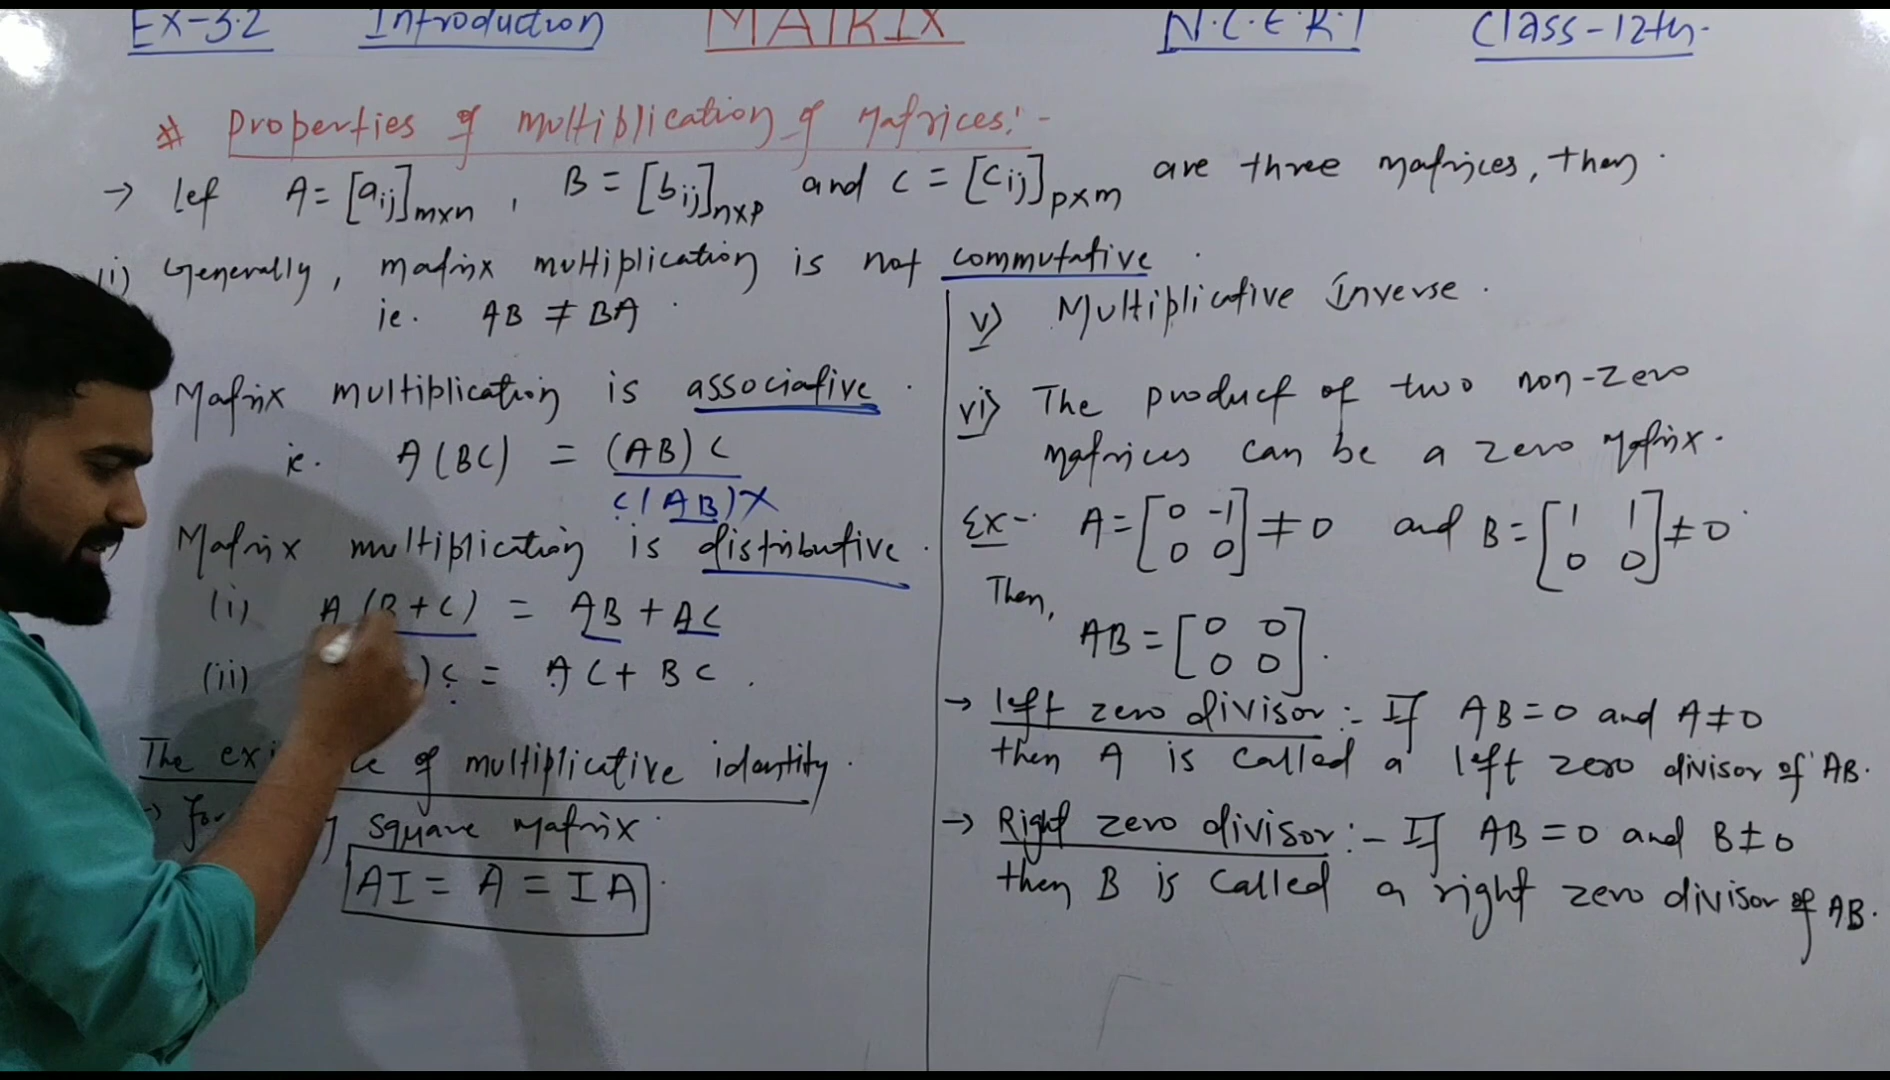 Ex-3.2 Introduction MATRIX N.C.E.R.T Class-12th.
# Properties of multiplication of Matrices:-
→ let A = [aij]m×n , B = [bij]n×p and C = [cij]p×m are three matrices, then.
(i) Generally, matrix multiplication is not commutative.
ie. AB ≠ BA.
Matrix multiplication is associative.
ie. A(BC) = (AB)C
C(AB)X
Matrix multiplication is distributive.
(i) A(B+C) = AB + AC
(ii) )C = AC + BC.
The of multiplicative identity.
→ for square matrix.
AI = A = IA.
v) Multiplicative Inverse.
vi) The product of two non-zero
matrices can be a zero matrix.
Ex- A = [0 -1] ≠ 0 and B = [1 1] ≠ 0
[0 0] [0 0]
Then,
AB = [0 0]
[0 0].
→ left zero divisor:- If AB = 0 and A ≠ 0
then A is called a left zero divisor of AB.
→ Right zero divisor:- If AB = 0 and B ≠ 0
then B is called a right zero divisor of AB.